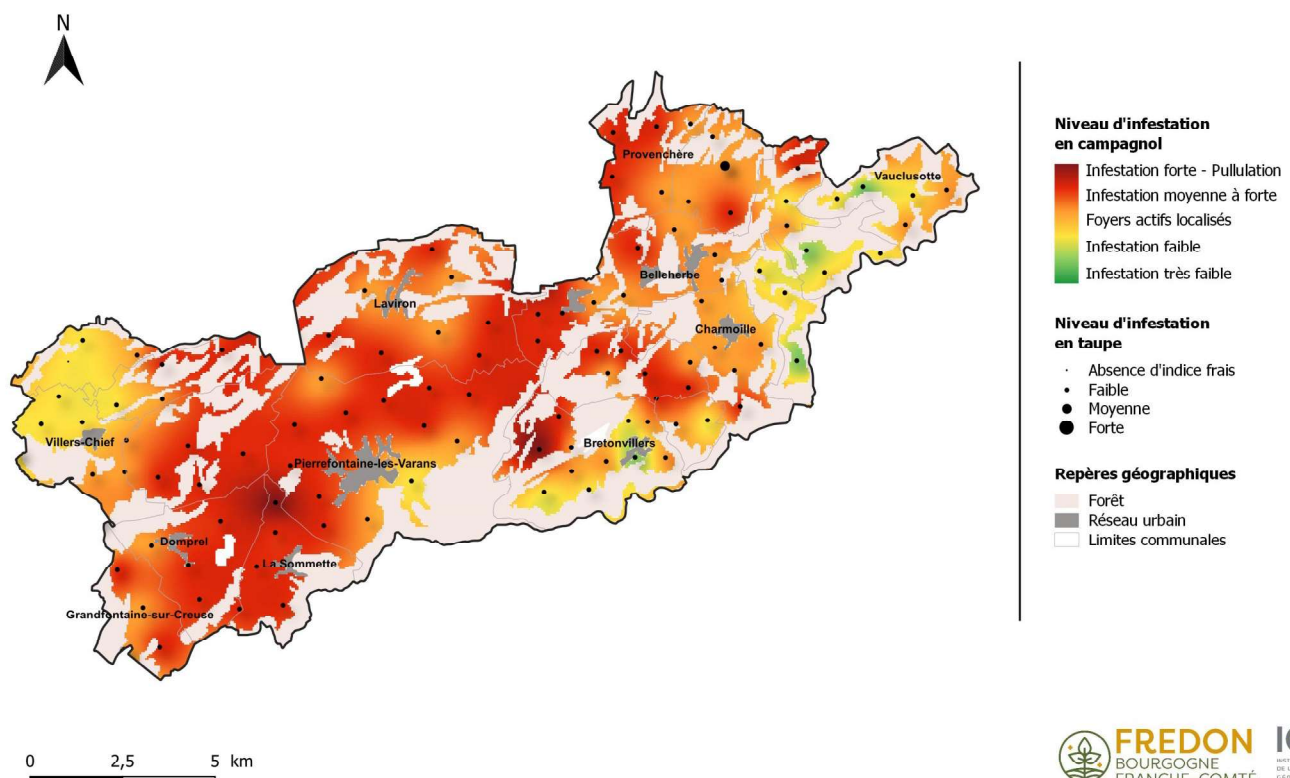 N
Provenchère
Vauclusotte
Belleherbe
Laviron
Charmoille
Villers-Chief
Bretonvillers
Pierrefontaine-les-Varans
Domprel
La Sommette
Grandfontaine-sur-Creuse
0 2,5 5 km
Niveau d'infestation
en campagnol
Infestation forte - Pullulation
Infestation moyenne à forte
Foyers actifs localisés
Infestation faible
Infestation très faible
Niveau d'infestation
en taupe
Absence d'indice frais
Faible
Moyenne
Forte
Repères géographiques
Forêt
Réseau urbain
Limites communales
FREDON
BOURGOGNE
FRANCHE-COMTÉ